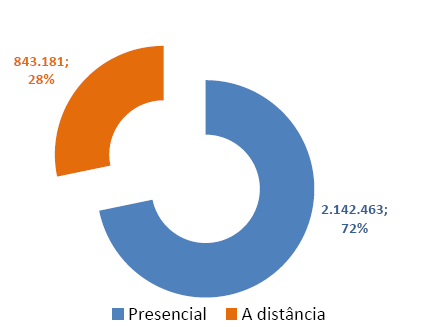 843.181;
28%
2.142.463;
72%
Presencial
A distância